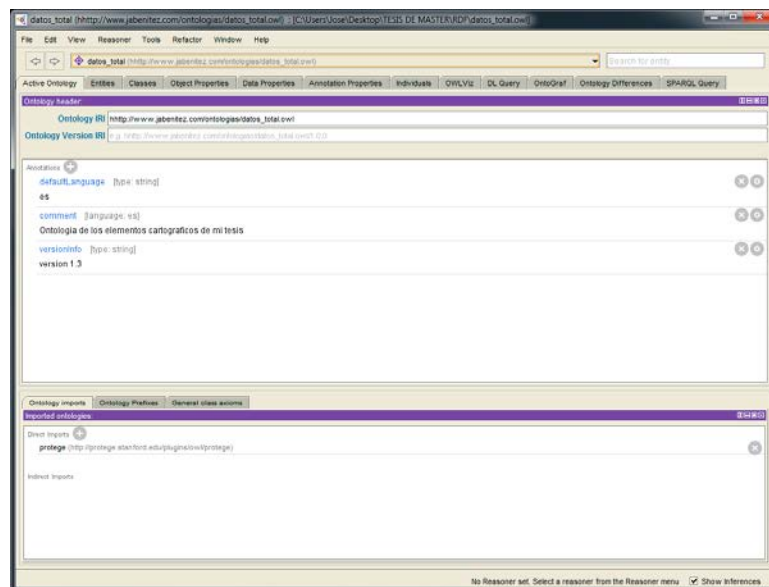 datos_total (hhttp://www.jabenitez.com/ontologias/datos_total.owl) : [C:\Users\Jose\Desktop\TESIS DE MASTER\RDF\datos_total.owl]
File Edit View Reasoner Tools Refactor Window Help
datos_total (hhttp://www.jabenitez.com/ontologias/datos_total.owl) Search for entity
Active Ontology Entities Classes Object Properties Data Properties Annotation Properties Individuals OWLViz DL Query OntoGraf Ontology Differences SPARQL Query
Ontology header:
Ontology IRI hhttp://www.jabenitez.com/ontologias/datos_total.owl
Ontology Version IRI e.g. hhttp://www.jabenitez.com/ontologias/datos_total.owl/1.0.0
Annotations
defaultLanguage [type: string]
es
comment [language: es]
Ontologia de los elementos cartograficos de mi tesis
versionInfo [type: string]
version 1.3
Ontology imports Ontology Prefixes General class axioms
Imported ontologies:
Direct Imports
protege (http://protege.stanford.edu/plugins/owl/protege)
Indirect Imports
No Reasoner set. Select a reasoner from the Reasoner menu Show Inferences